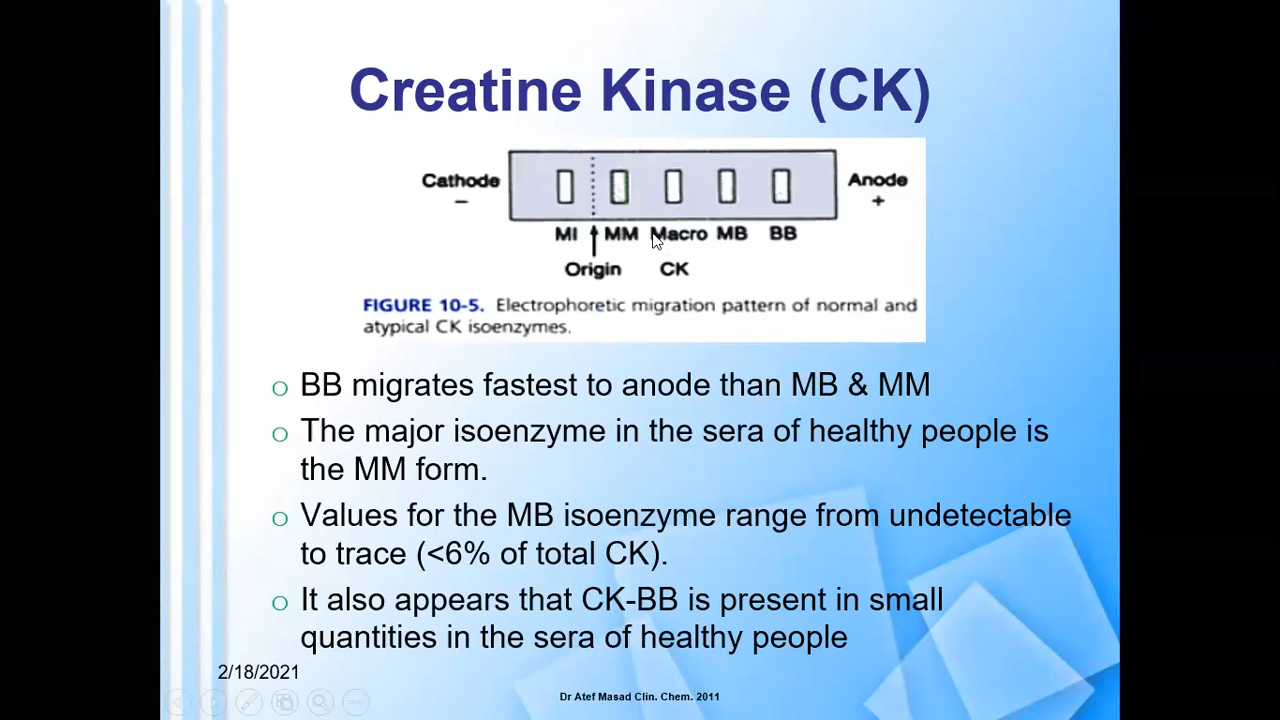 Creatine Kinase (CK)
Cathode
Anode
−
+
MI MM Macro MB BB
Origin CK
FIGURE 10-5. Electrophoretic migration pattern of normal and
atypical CK isoenzymes.
BB migrates fastest to anode than MB & MM
The major isoenzyme in the sera of healthy people is
the MM form.
Values for the MB isoenzyme range from undetectable
to trace (<6% of total CK).
It also appears that CK-BB is present in small
quantities in the sera of healthy people
2/18/2021
Dr Atef Masad Clin. Chem. 2011